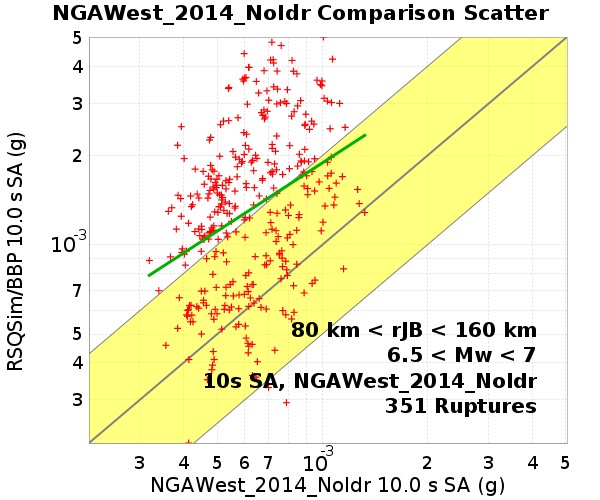 NGAWest_2014_NoIdr Comparison Scatter
RSQSim/BBP 10.0 s SA (g)
5
4
3
2
10-3
7
5
4
3
80 km < rJB < 160 km
6.5 < Mw < 7
10s SA, NGAWest_2014_NoIdr
351 Ruptures
3 4 5 6 7 10-3 2 3 4 5
NGAWest_2014_NoIdr 10.0 s SA (g)